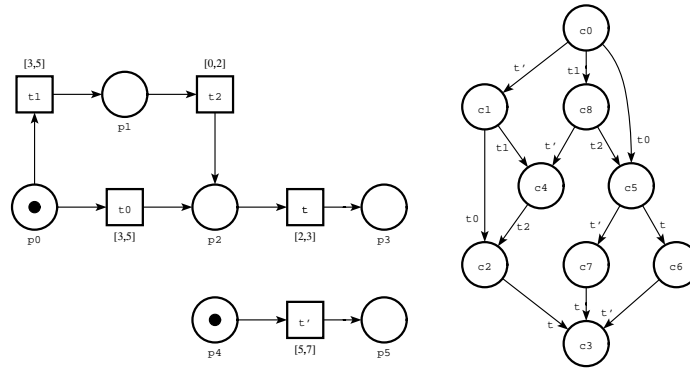 [3,5]
[0,2]
t1
t2
p1
t0
t
p0
[3,5]
p2
[2,3]
p3
t'
p4
[5,7]
p5
c0
t'
t1
c1
c8
t0
t1
t'
t2
c4
c5
t0
t2
t'
t
c2
c7
c6
t
t
t'
c3